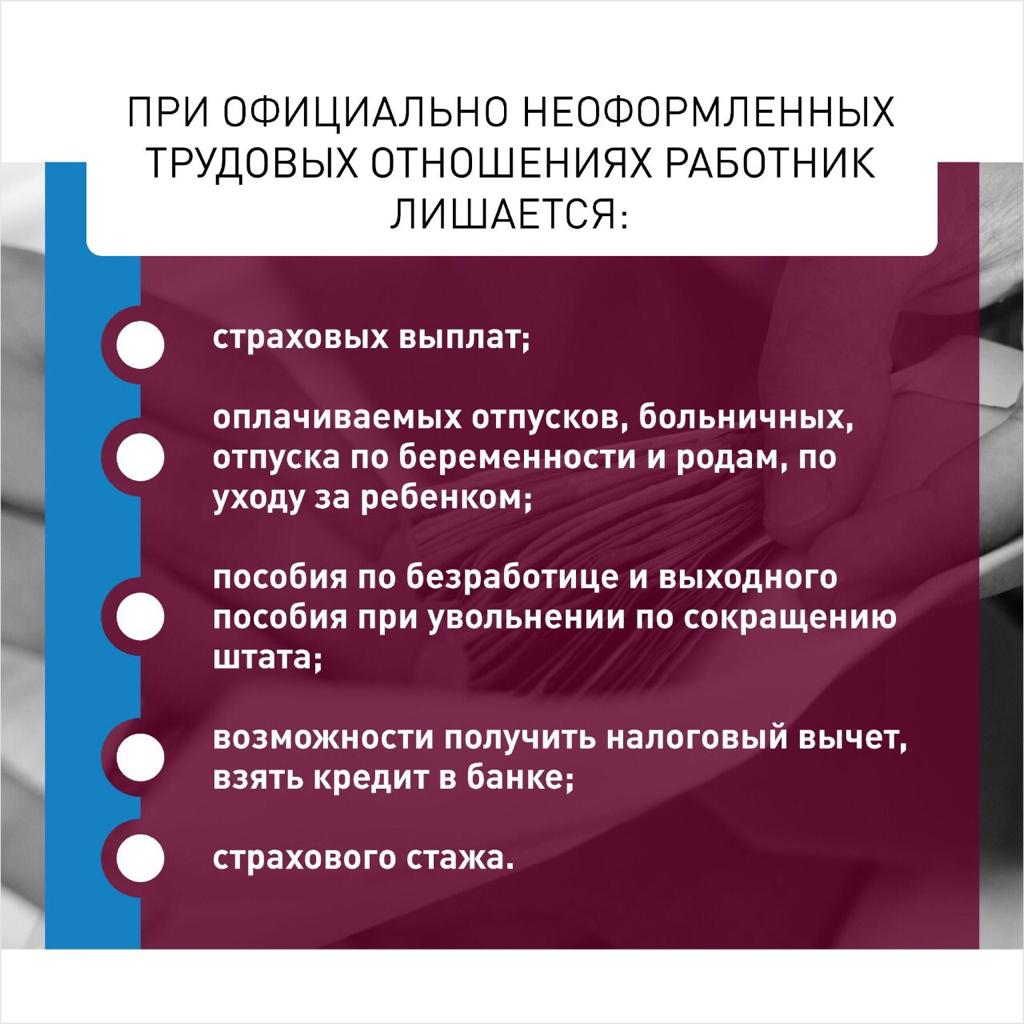 ПРИ ОФИЦИАЛЬНО НЕОФОРМЛЕННЫХ
ТРУДОВЫХ ОТНОШЕНИЯХ РАБОТНИК
ЛИШАЕТСЯ:
страховых выплат;
оплачиваемых отпусков, больничных,
отпуска по беременности и родам, по
уходу за ребенком;
пособия по безработице и выходного
пособия при увольнении по сокращению
штата;
возможности получить налоговый вычет,
взять кредит в банке;
страхового стажа.